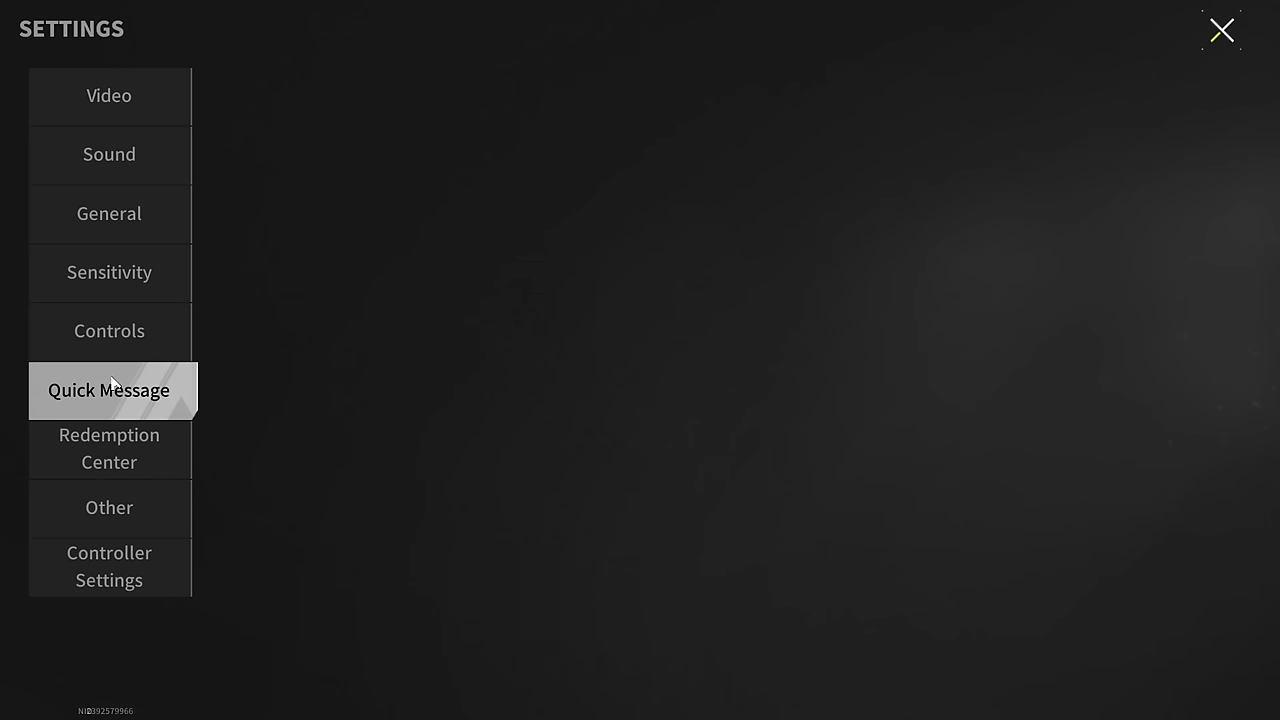 SETTINGS
Video
Sound
General
Sensitivity
Controls
Quick Message
Redemption
Center
Other
Controller
Settings